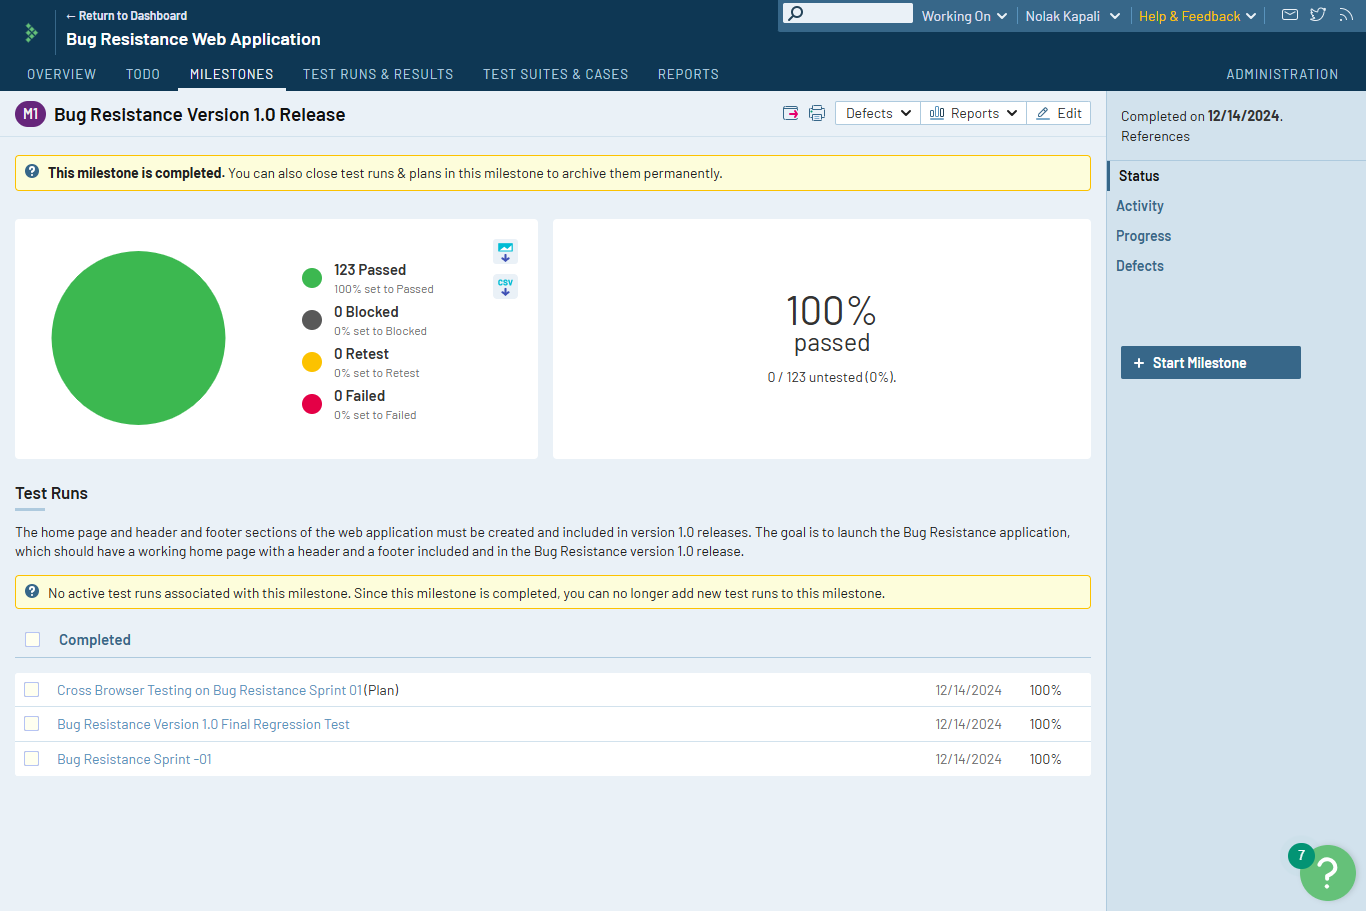 ← Return to Dashboard
Bug Resistance Web Application
Working On
Nolak Kapali
Help & Feedback
OVERVIEW
TODO
MILESTONES
TEST RUNS & RESULTS
TEST SUITES & CASES
REPORTS
ADMINISTRATION
M1
Bug Resistance Version 1.0 Release
Defects
Reports
Edit
This milestone is completed. You can also close test runs & plans in this milestone to archive them permanently.
123 Passed
100% set to Passed
0 Blocked
0% set to Blocked
0 Retest
0% set to Retest
0 Failed
0% set to Failed
CSV
100%
passed
0 / 123 untested (0%).
Test Runs
The home page and header and footer sections of the web application must be created and included in version 1.0 releases. The goal is to launch the Bug Resistance application,
which should have a working home page with a header and a footer included and in the Bug Resistance version 1.0 release.
No active test runs associated with this milestone. Since this milestone is completed, you can no longer add new test runs to this milestone.
Completed
Cross Browser Testing on Bug Resistance Sprint 01 (Plan) 12/14/2024 100%
Bug Resistance Version 1.0 Final Regression Test 12/14/2024 100%
Bug Resistance Sprint -01 12/14/2024 100%
Completed on 12/14/2024.
References
Status
Activity
Progress
Defects
+ Start Milestone
7
?